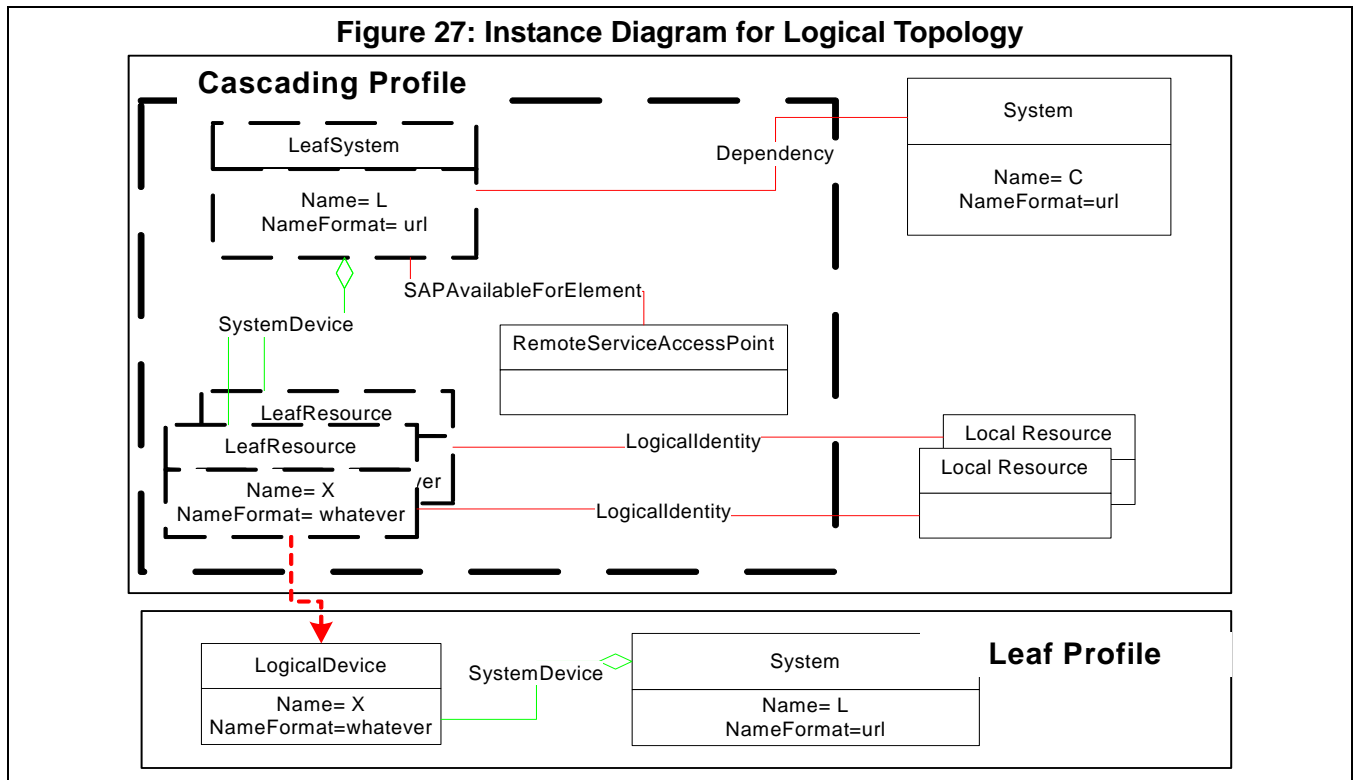 Figure 27: Instance Diagram for Logical Topology
Cascading Profile
System
Name= C
NameFormat=url
LeafSystem
Name= L
NameFormat= url
Dependency
SAPAvailableForElement
SystemDevice
RemoteServiceAccessPoint
LeafResource
LeafResource
Name= X
NameFormat= whatever
LogicalIdentity
Local Resource
Local Resource
LogicalIdentity
Leaf Profile
LogicalDevice
Name= X
NameFormat=whatever
SystemDevice
System
Name= L
NameFormat=url